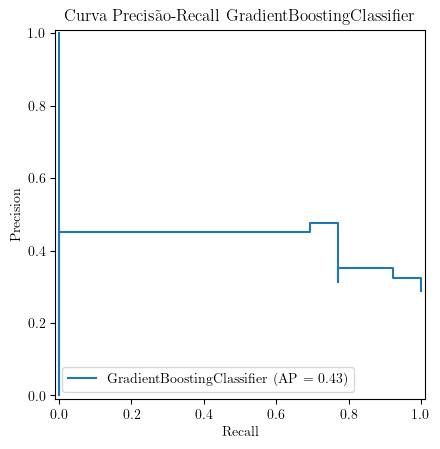 Curva Precisão-Recall GradientBoostingClassifier
1.0
0.8
0.6
0.4
0.2
0.0
Precision
GradientBoostingClassifier (AP = 0.43)
0.0 0.2 0.4 0.6 0.8 1.0
Recall